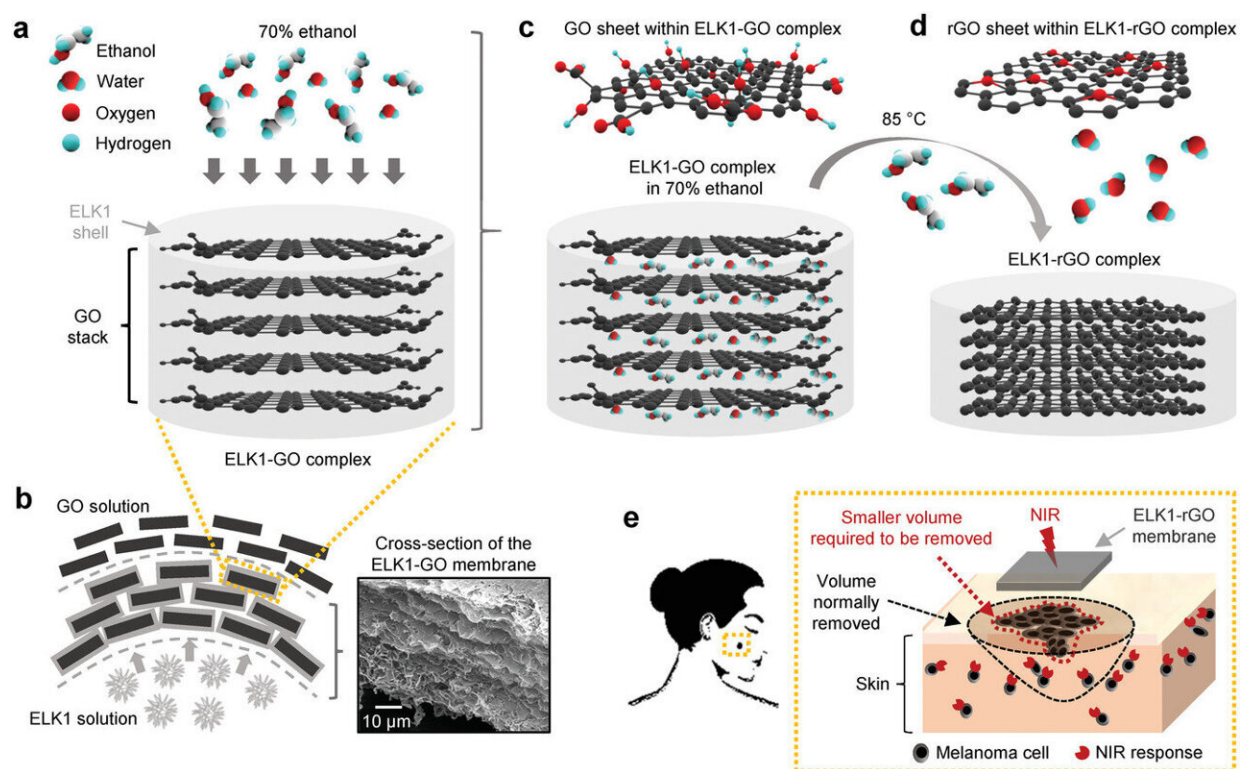 a
Ethanol
Water
Oxygen
Hydrogen
70% ethanol
ELK1
shell
GO
stack
ELK1-GO complex
b
GO solution
ELK1 solution
Cross-section of the
ELK1-GO membrane
10 µm
c
GO sheet within ELK1-GO complex
ELK1-GO complex
in 70% ethanol
85 °C
d
rGO sheet within ELK1-rGO complex
ELK1-rGO complex
e
Smaller volume
required to be removed
NIR
ELK1-rGO
membrane
Volume
normally
removed
Skin
Melanoma cell
NIR response